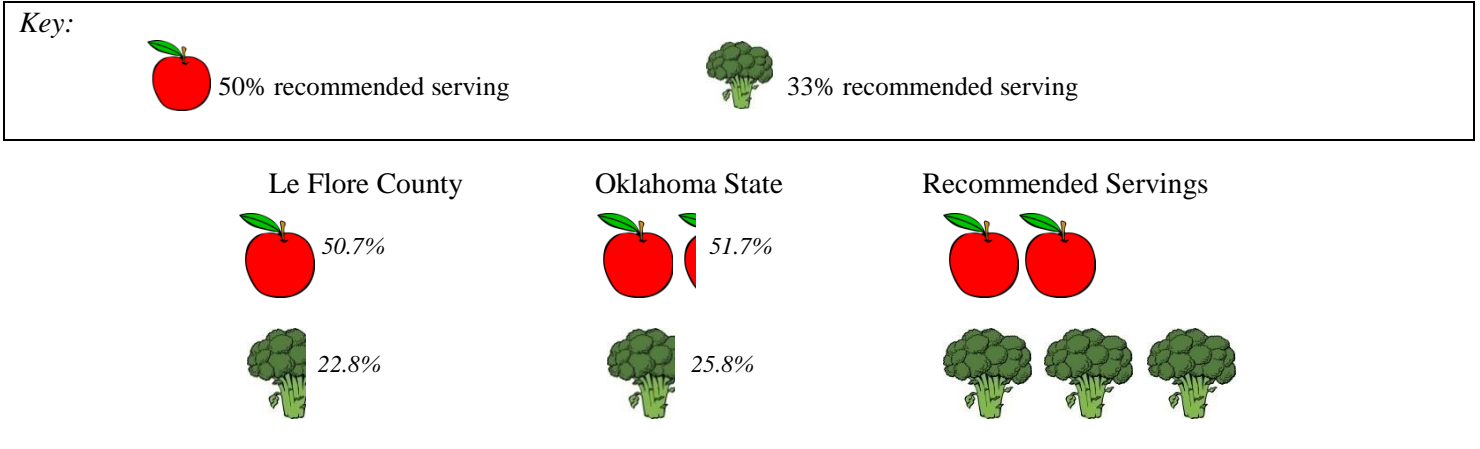 Key:
50% recommended serving 33% recommended serving
Le Flore County Oklahoma State Recommended Servings
50.7% 51.7%
22.8% 25.8%